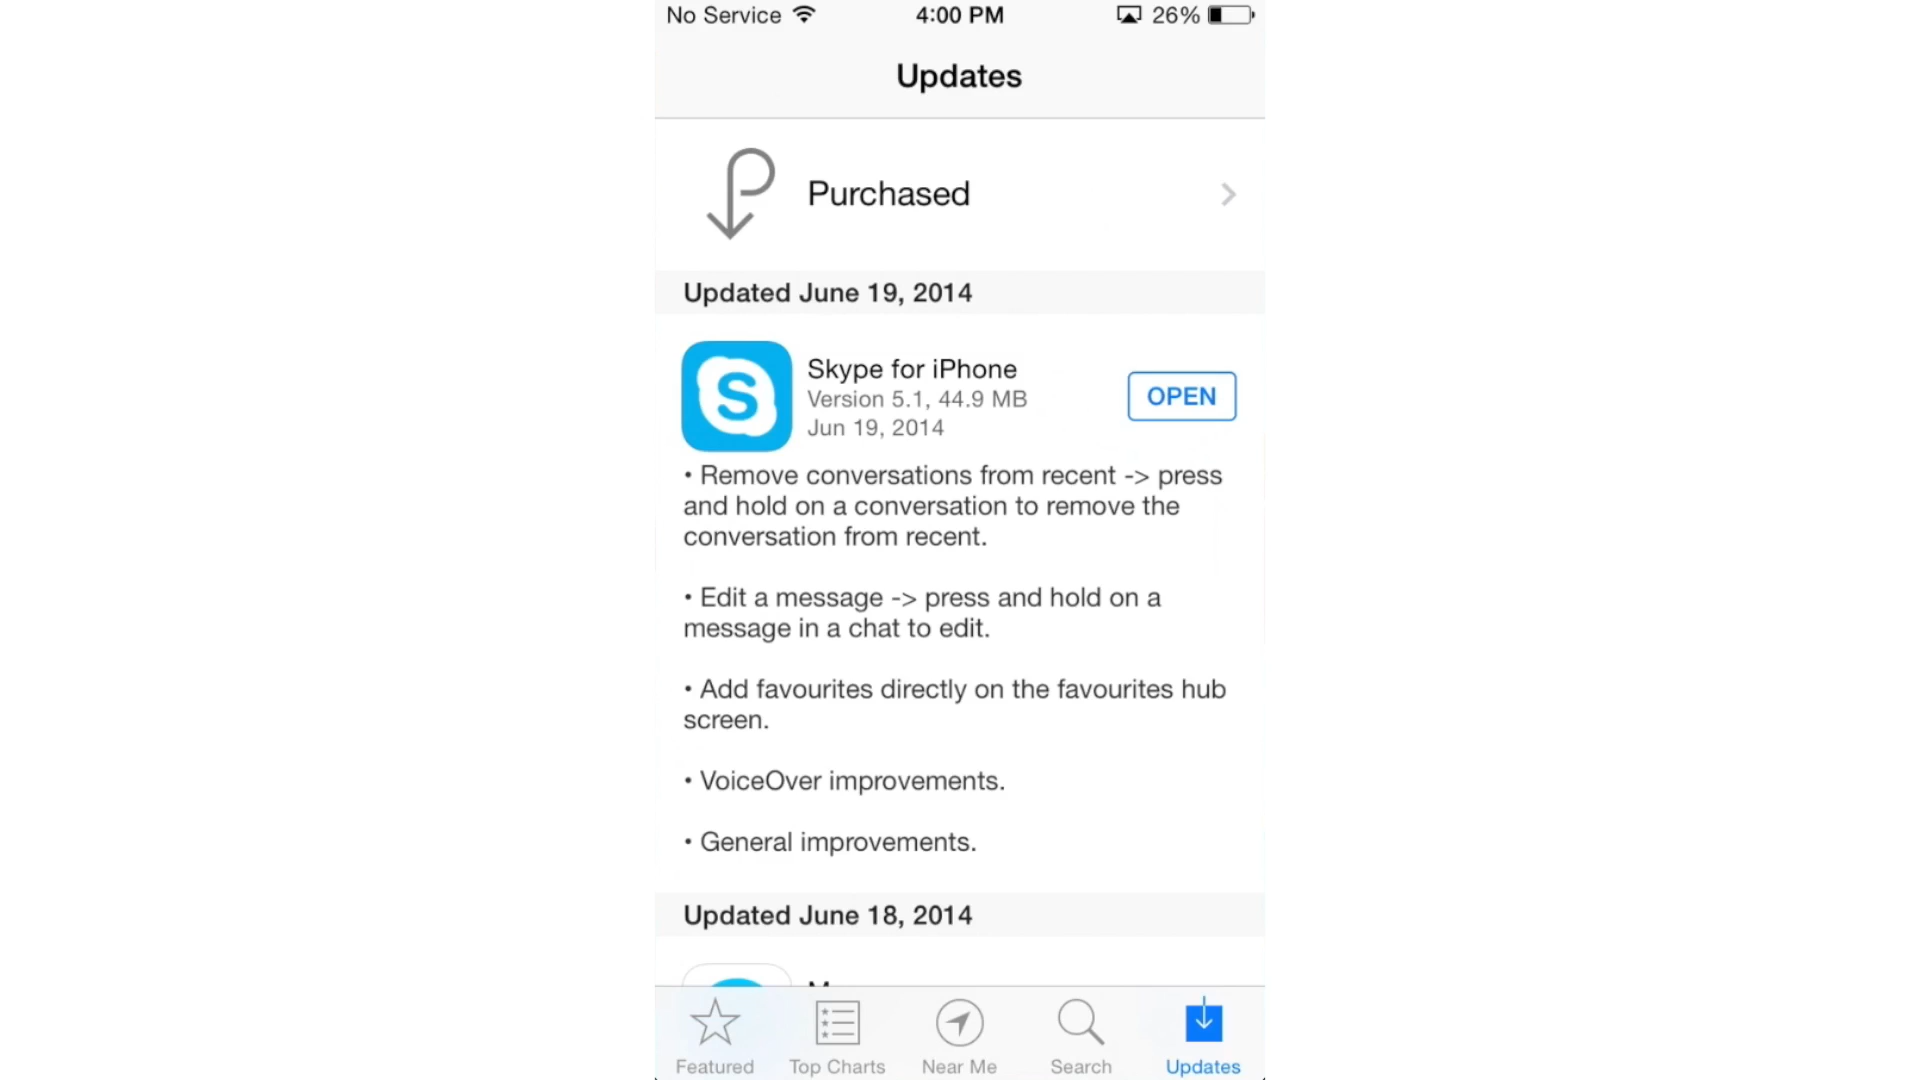 No Service 4:00 PM 26%
Updates
Purchased
Updated June 19, 2014
S
Skype for iPhone
Version 5.1, 44.9 MB
OPEN
Jun 19, 2014
• Remove conversations from recent -> press
and hold on a conversation to remove the
conversation from recent.
• Edit a message -> press and hold on a
message in a chat to edit.
• Add favourites directly on the favourites hub
screen.
• VoiceOver improvements.
• General improvements.
Updated June 18, 2014
Featured Top Charts Near Me Search Updates